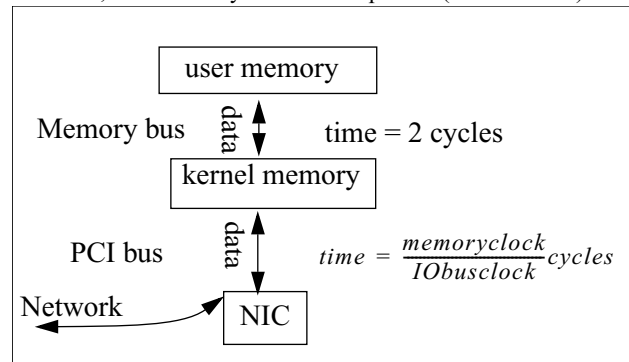 user memory
Memory bus
data
time = 2 cycles
kernel memory
PCI bus
data
time = memoryclock / IObusclock cycles
Network
NIC